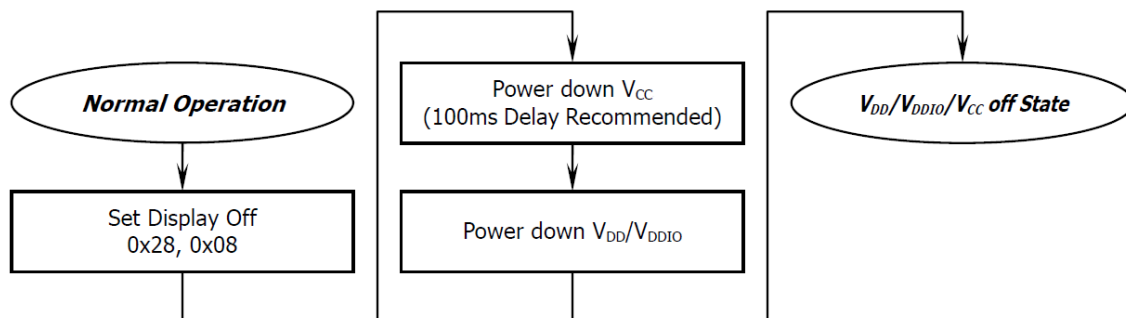 Normal Operation
Set Display Off
0x28, 0x08
Power down VCC
(100ms Delay Recommended)
Power down VDD/VDDIO
VDD/VDDIO/VCC off State